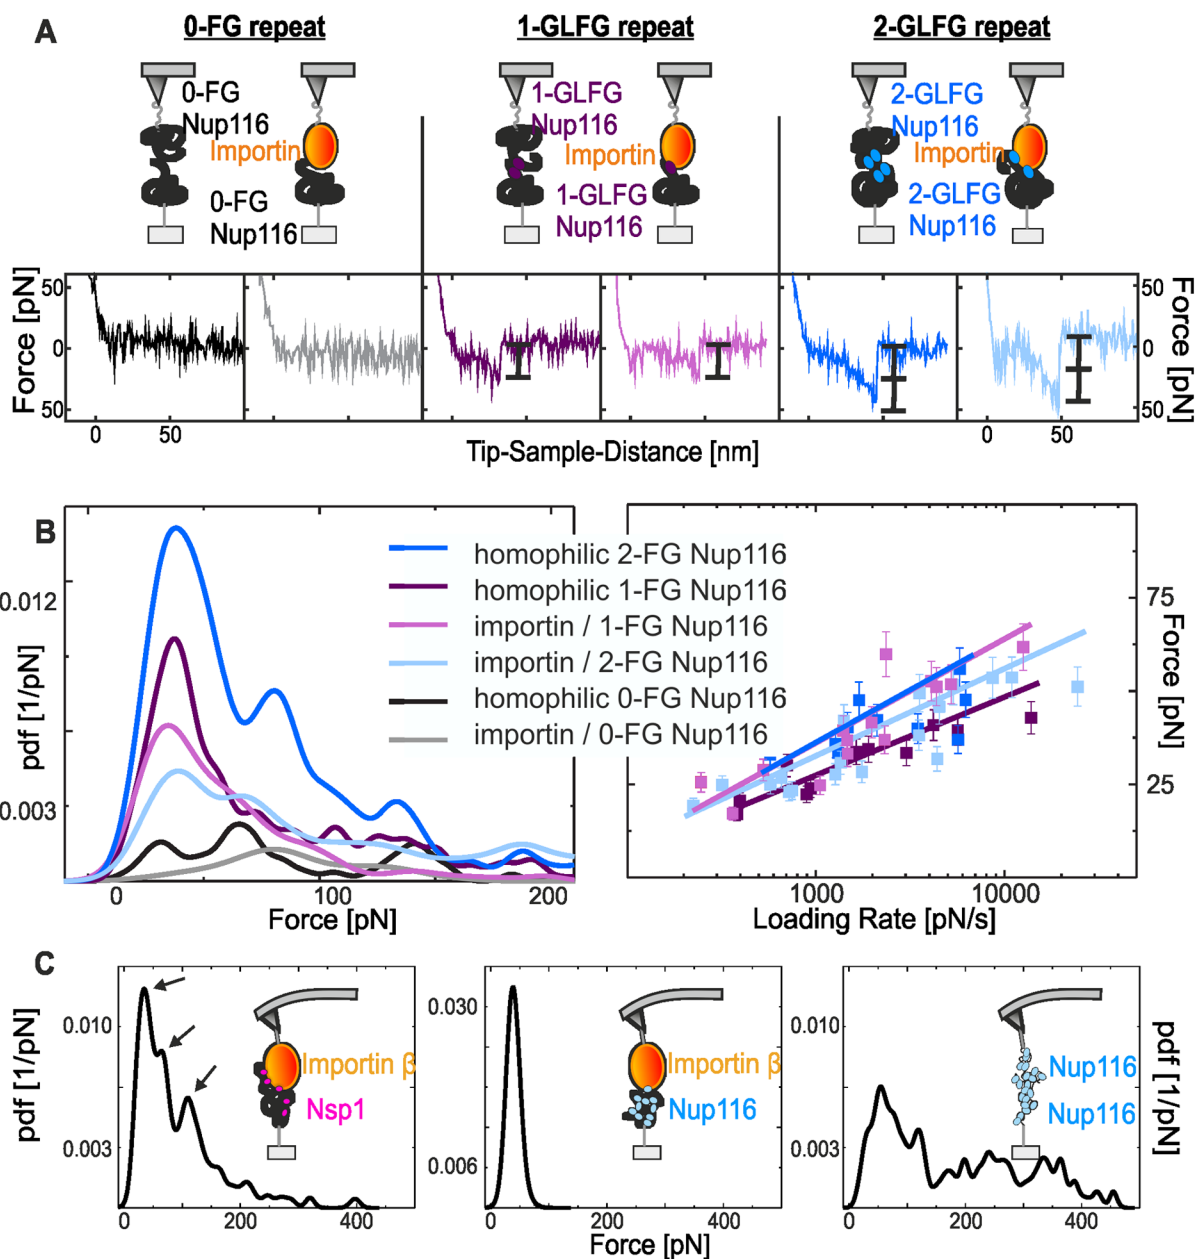 A
0-FG repeat
1-GLFG repeat
2-GLFG repeat
0-FG
Nup116
Importin
0-FG
Nup116
1-GLFG
Nup116
Importin
1-GLFG
Nup116
2-GLFG
Nup116
Importin
2-GLFG
Nup116
Force [pN]
50
0
50
50
0
50
Force [pN]
0
50
0
50
Tip-Sample-Distance [nm]
B
pdf [1/pN]
0.012
0.003
0
100
200
Force [pN]
homophilic 2-FG Nup116
homophilic 1-FG Nup116
importin / 1-FG Nup116
importin / 2-FG Nup116
homophilic 0-FG Nup116
importin / 0-FG Nup116
75
25
Force [pN]
1000
10000
Loading Rate [pN/s]
C
pdf [1/pN]
0.010
0.003
0
200
400
Importin β
Nsp1
0.030
0.006
0
200
400
Importin β
Nup116
Force [pN]
0.010
0.003
0
200
400
Nup116
Nup116
pdf [1/pN]